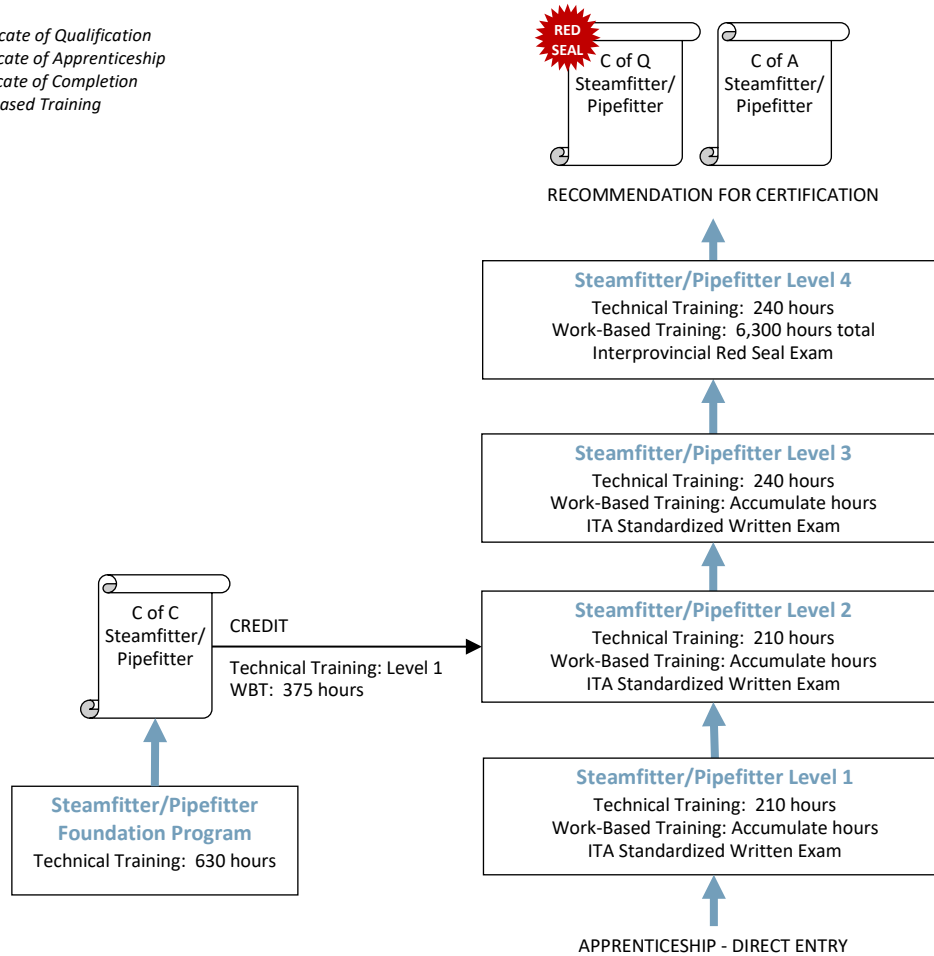 cate of Qualification
cate of Apprenticeship
cate of Completion
ased Training
RED
SEAL
C of Q
Steamfitter/
Pipefitter
C of A
Steamfitter/
Pipefitter
RECOMMENDATION FOR CERTIFICATION
Steamfitter/Pipefitter Level 4
Technical Training: 240 hours
Work-Based Training: 6,300 hours total
Interprovincial Red Seal Exam
Steamfitter/Pipefitter Level 3
Technical Training: 240 hours
Work-Based Training: Accumulate hours
ITA Standardized Written Exam
C of C
Steamfitter/
Pipefitter
CREDIT
Technical Training: Level 1
WBT: 375 hours
Steamfitter/Pipefitter Level 2
Technical Training: 210 hours
Work-Based Training: Accumulate hours
ITA Standardized Written Exam
Steamfitter/Pipefitter
Foundation Program
Technical Training: 630 hours
Steamfitter/Pipefitter Level 1
Technical Training: 210 hours
Work-Based Training: Accumulate hours
ITA Standardized Written Exam
APPRENTICESHIP - DIRECT ENTRY